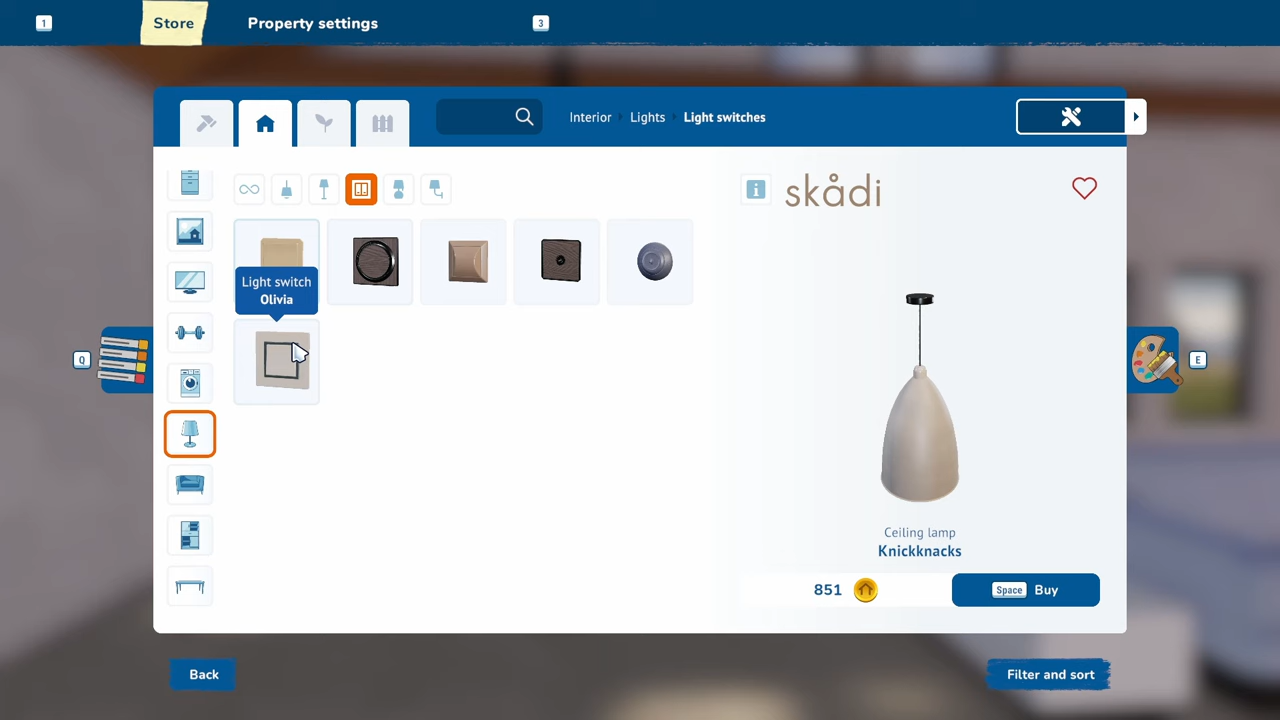 1
Store
Property settings
3
Interior
Lights
Light switches
skådi
Light switch
Olivia
Q
E
Ceiling lamp
Knickknacks
851
Space
Buy
Back
Filter and sort